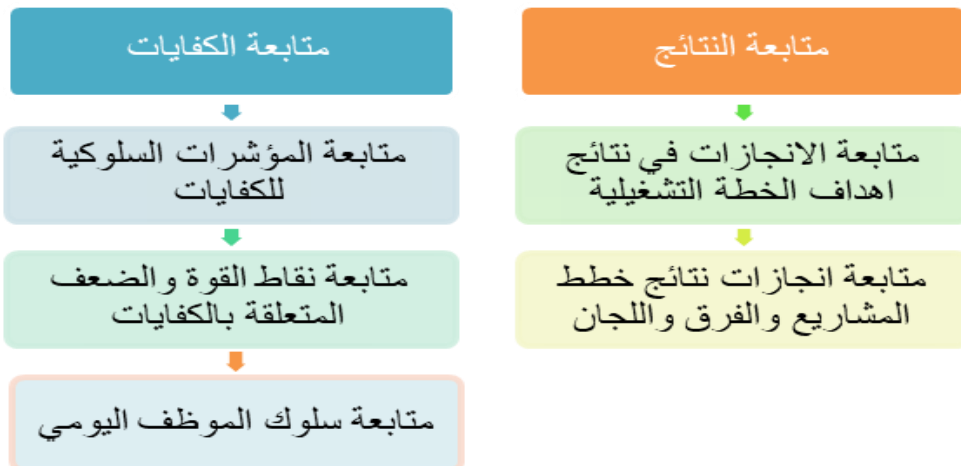 متابعة النتائج
متابعة الانجازات في نتائج
اهداف الخطة التشغيلية
متابعة انجازات نتائج خطط
المشاريع والفرق واللجان
متابعة الكفايات
متابعة المؤشرات السلوكية
للكفايات
متابعة نقاط القوة والضعف
المتعلقة بالكفايات
متابعة سلوك الموظف اليومي